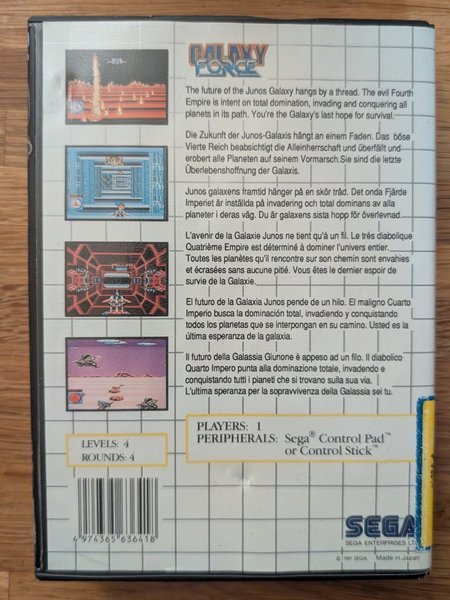 GALAXY
FORCE
The future of the Junos Galaxy hangs by a thread. The evil Fourth
Empire is intent on total domination, invading and conquering all
planets in its path. You're the Galaxy's last hope for survival.
Die Zukunft der Junos-Galaxis hängt an einem Faden. Das böse
Vierte Reich beabsichtigt die Alleinherrschaft und überfällt und
erobert alle Planeten auf seinem Vormarsch.Sie sind die letzte
Überlebenshoffnung der Galaxis.
Junos galaxens framtid hänger på en skör tråd. Det onda Fjärde
Imperiet är inställda på invadering och total dominans av alla
planeter i deras väg. Du är galaxens sista hopp för överlevnad.
L'avenir de la Galaxie Junos ne tient qu'à un fil. Le très diabolique
Quatrième Empire est déterminé à dominer l'univers entier.
Toutes les planètes qu'il rencontre sur son chemin sont envahies
et écrasées sans aucune pitié. Vous êtes le dernier espoir de
survie de la Galaxie.
El futuro de la Galaxia Junos pende de un hilo. El maligno Cuarto
Imperio busca la dominación total, invadiendo y conquistando
todos los planetas que se interpongan en su camino. Usted es la
última esperanza de la galaxia.
Il futuro della Galassia Giunone è appeso ad un filo. Il diabolico
Quarto Impero punta alla dominazione totale, invadendo e
conquistando tutti i pianeti che si trovano sulla sua via.
L'ultima speranza per la sopravvivenza della Galassia sei tu.
LEVELS: 4
ROUNDS: 4
PLAYERS: 1
PERIPHERALS: Sega® Control Pad™
or Control Stick™
4 974365 636418
SEGA
SEGA ENTERPRISES
© 1989 SEGA Made in Japan